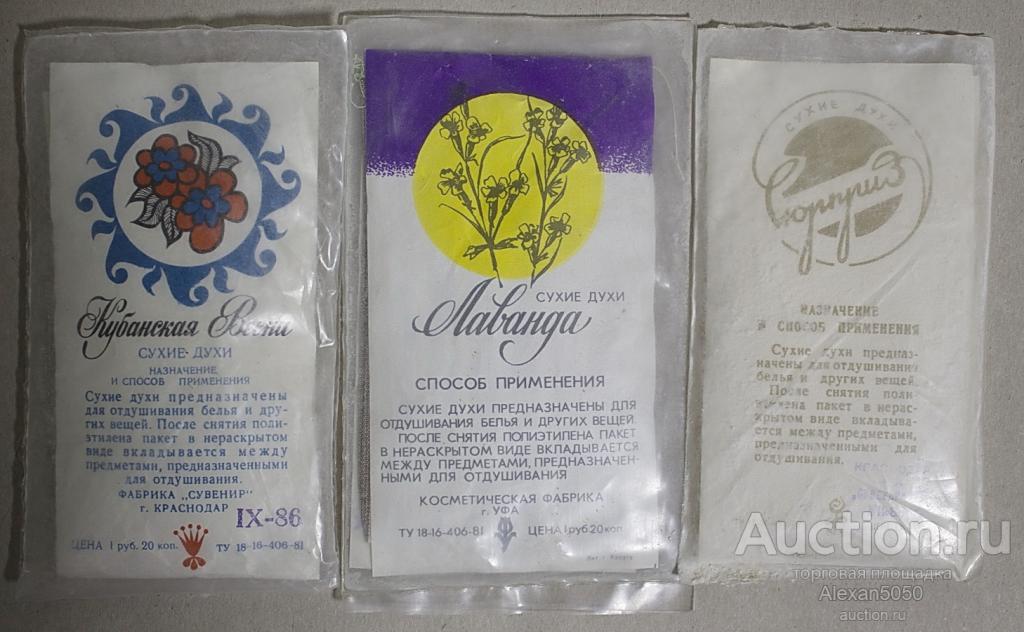 Кубанская Весна
СУХИЕ-ДУХИ
НАЗНАЧЕНИЕ
И СПОСОБ ПРИМЕНЕНИЯ
Сухие духи предназначены
для отдушивания белья и дру-
гих вещей. После снятия поли-
этилена пакет в нераскрытом
виде вкладывается между
предметами, предназначенными
для отдушивания.
ФАБРИКА „СУВЕНИР"
г. КРАСНОДАР
IX-86
ЦЕНА 1 руб. 20 коп.
ТУ 18-16-406-81
СУХИЕ ДУХИ
Лаванда
СПОСОБ ПРИМЕНЕНИЯ
СУХИЕ ДУХИ ПРЕДНАЗНАЧЕНЫ ДЛЯ
ОТДУШИВАНИЯ БЕЛЬЯ И ДРУГИХ ВЕЩЕЙ.
ПОСЛЕ СНЯТИЯ ПОЛИЭТИЛЕНА ПАКЕТ
В НЕРАСКРЫТОМ ВИДЕ ВКЛАДЫВАЕТСЯ
МЕЖДУ ПРЕДМЕТАМИ, ПРЕДНАЗНАЧЕН-
НЫМИ ДЛЯ ОТДУШИВАНИЯ
КОСМЕТИЧЕСКАЯ ФАБРИКА
г. УФА
ТУ 18-16-406-81
ЦЕНА 1 руб. 20 коп.
СУХИЕ ДУХИ
Сюрприз
НАЗНАЧЕНИЕ
И СПОСОБ ПРИМЕНЕНИЯ
Сухие духи предназ-
начены для отдушивания
белья и других вещей.
После снятия поли-
этилена пакет в нерас-
крытом виде вкладыва-
ется между предметами,
предназначенными для
отдушивания.
Auction.ru
торговая площадка
Alexan5050
auction.ru